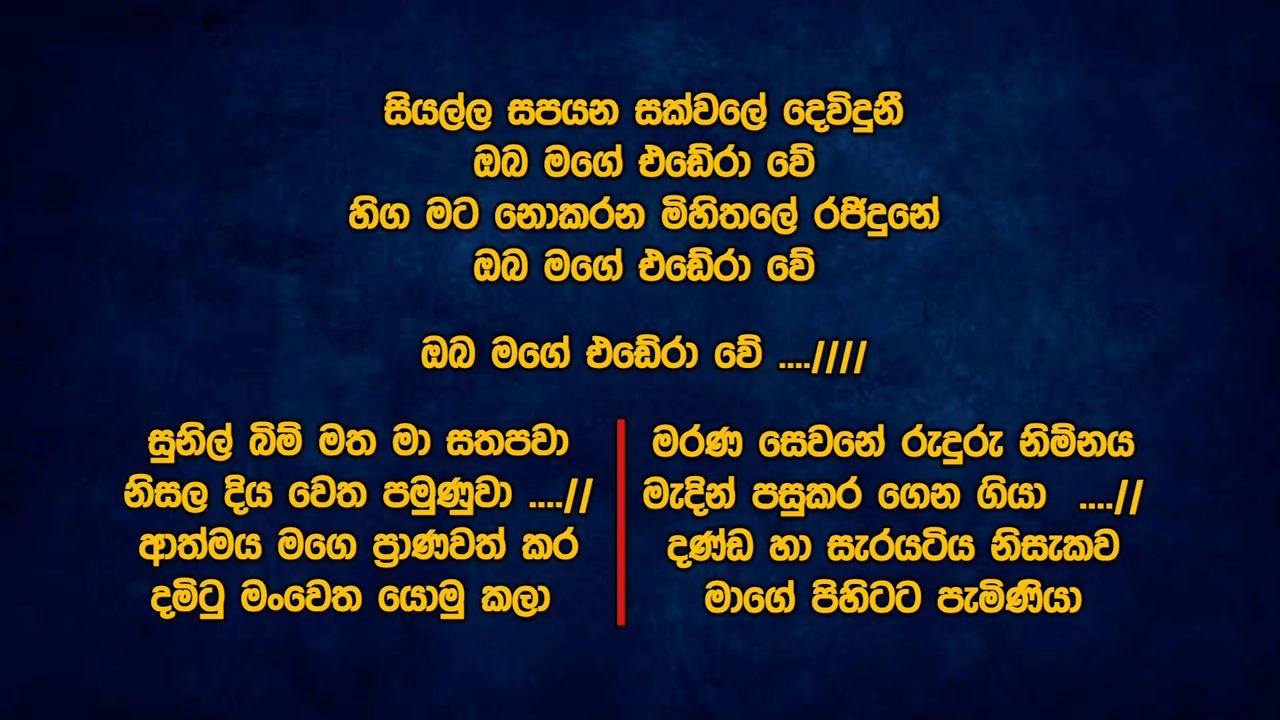 සියල්ල සපයන සක්වලේ දෙවිදුනී
ඔබ මගේ එඬේරා වේ
හිග මට නොකරන මිහිතලේ රජිදුනේ
ඔබ මගේ එඬේරා වේ
ඔබ මගේ එඬේරා වේ ....////
සුනිල් බිම් මත මා සතපවා
නිසල දිය වෙත පමුණුවා ....//
ආත්මය මගෙ ප්‍රාණවත් කර
දමිටු මංවෙත යොමු කලා
මරණ සෙවනේ රුදුරු නිම්නය
මැදින් පසුකර ගෙන ගියා ....//
දණ්ඩ හා සැරයටිය නිසැකව
මාගේ පිහිටට පැමිණියා